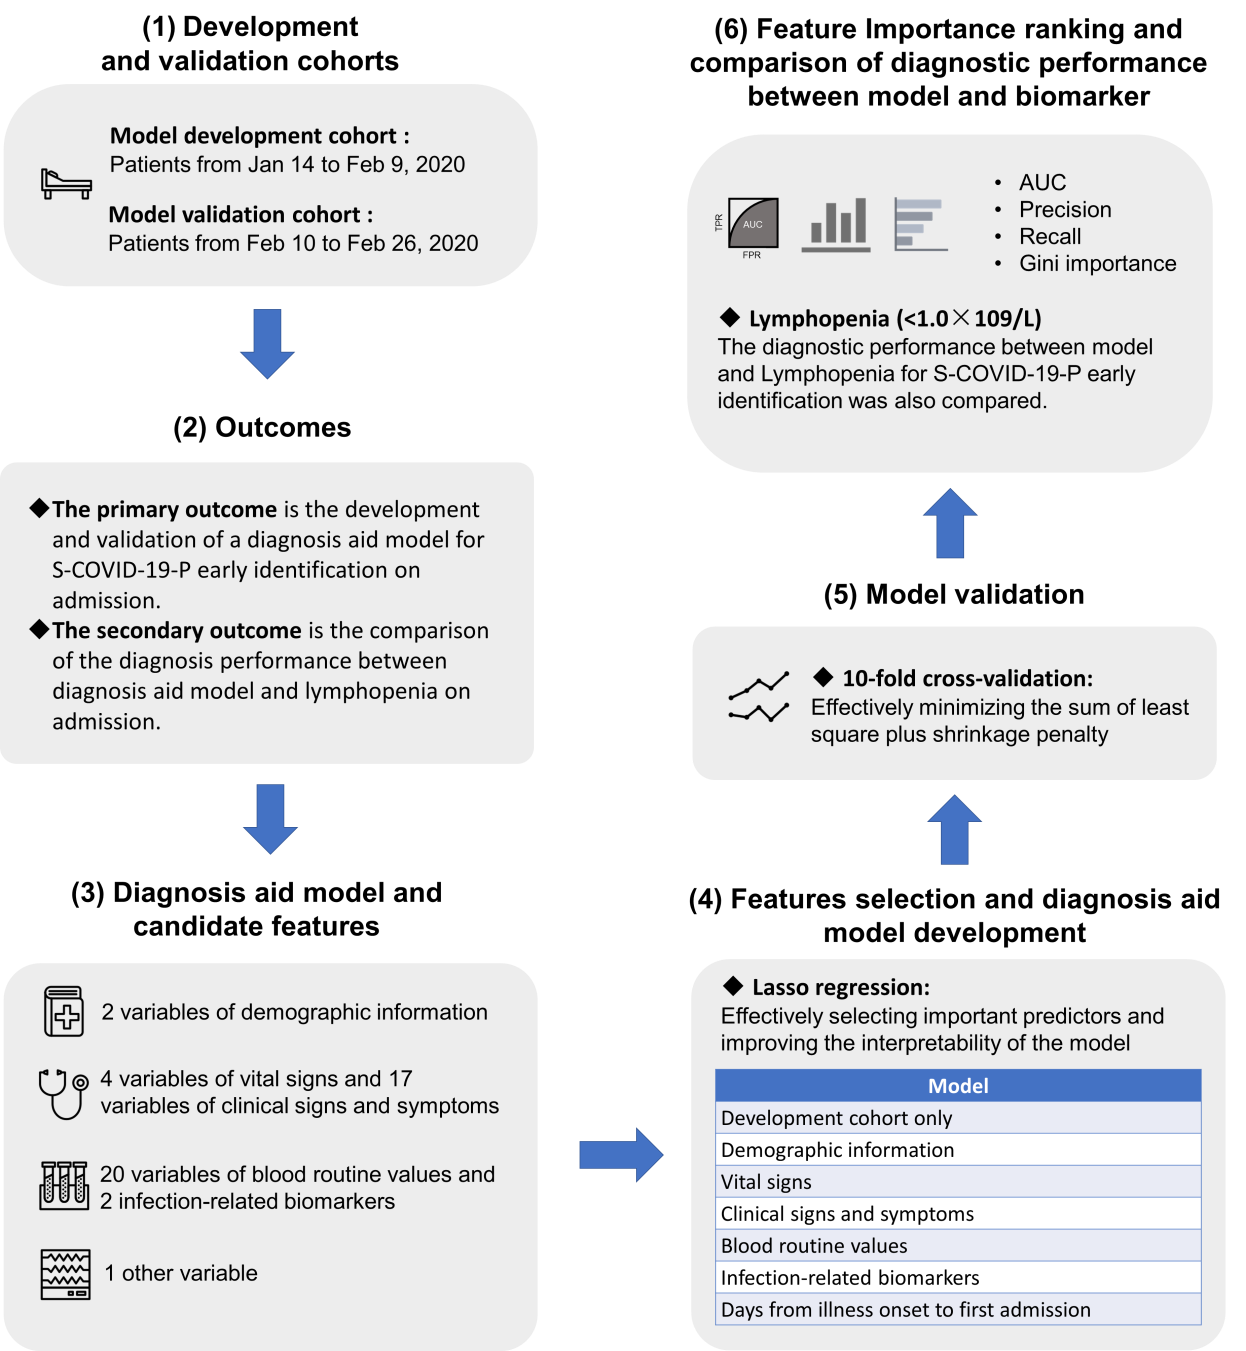 (1) Development
and validation cohorts
Model development cohort :
Patients from Jan 14 to Feb 9, 2020
Model validation cohort :
Patients from Feb 10 to Feb 26, 2020
(2) Outcomes
◆The primary outcome is the development
and validation of a diagnosis aid model for
S-COVID-19-P early identification on
admission.
◆The secondary outcome is the comparison
of the diagnosis performance between
diagnosis aid model and lymphopenia on
admission.
(3) Diagnosis aid model and
candidate features
2 variables of demographic information
4 variables of vital signs and 17
variables of clinical signs and symptoms
20 variables of blood routine values and
2 infection-related biomarkers
1 other variable
(4) Features selection and diagnosis aid
model development
◆ Lasso regression:
Effectively selecting important predictors and
improving the interpretability of the model
Model
Development cohort only
Demographic information
Vital signs
Clinical signs and symptoms
Blood routine values
Infection-related biomarkers
Days from illness onset to first admission
(5) Model validation
◆ 10-fold cross-validation:
Effectively minimizing the sum of least
square plus shrinkage penalty
(6) Feature Importance ranking and
comparison of diagnostic performance
between model and biomarker
TPR
AUC
FPR
• AUC
• Precision
• Recall
• Gini importance
◆ Lymphopenia (<1.0×109/L)
The diagnostic performance between model
and Lymphopenia for S-COVID-19-P early
identification was also compared.